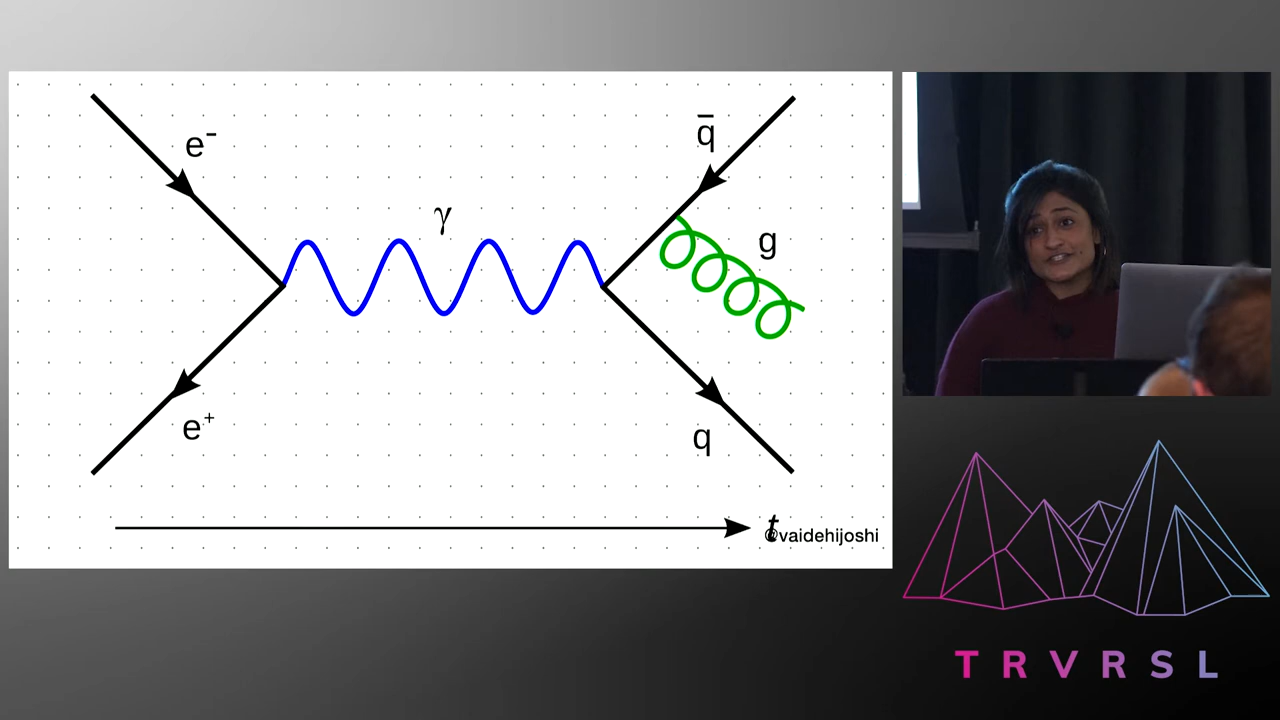 e⁻
q̄
γ
g
e⁺
q
t
@vaidehijoshi
TRVRSL